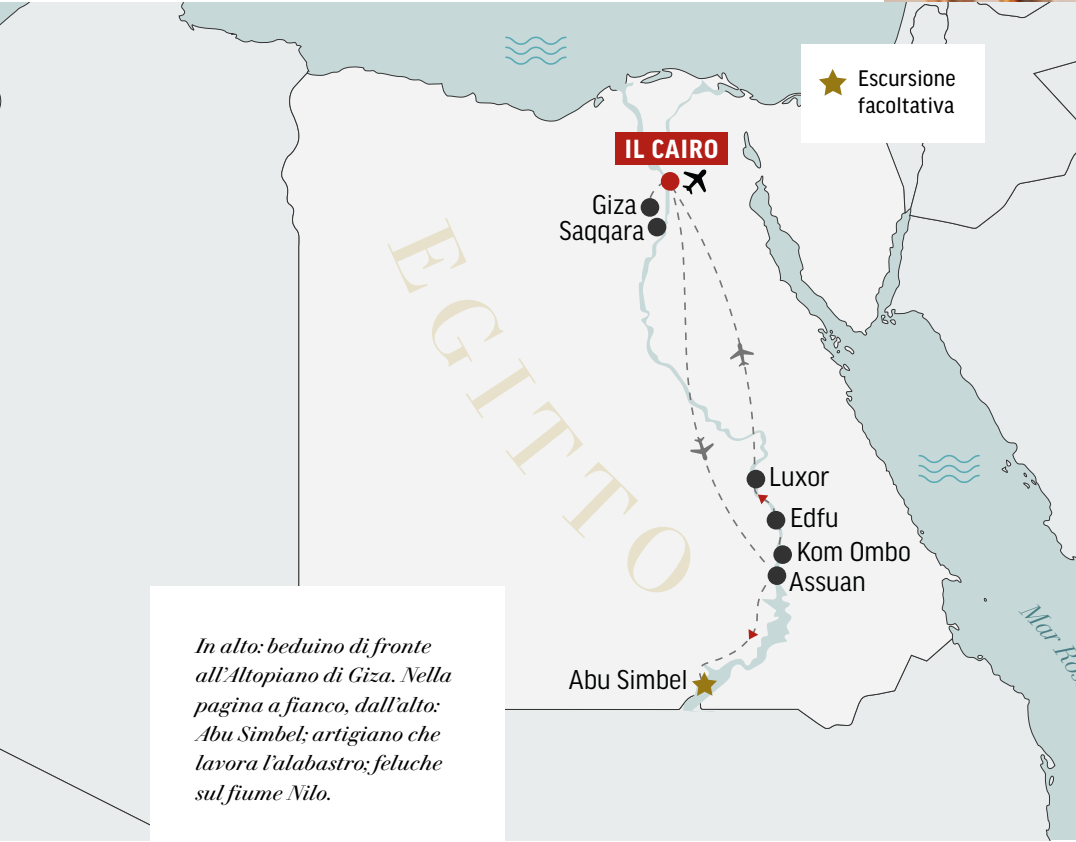 Escursione
facoltativa
IL CAIRO
Giza
Saqqara
EGITTO
Luxor
Edfu
Kom Ombo
Assuan
Abu Simbel
Mar
In alto: beduino di fronte
all'Altopiano di Giza. Nella
pagina a fianco, dall'alto:
Abu Simbel; artigiano che
lavora l'alabastro; feluche
sul fiume Nilo.